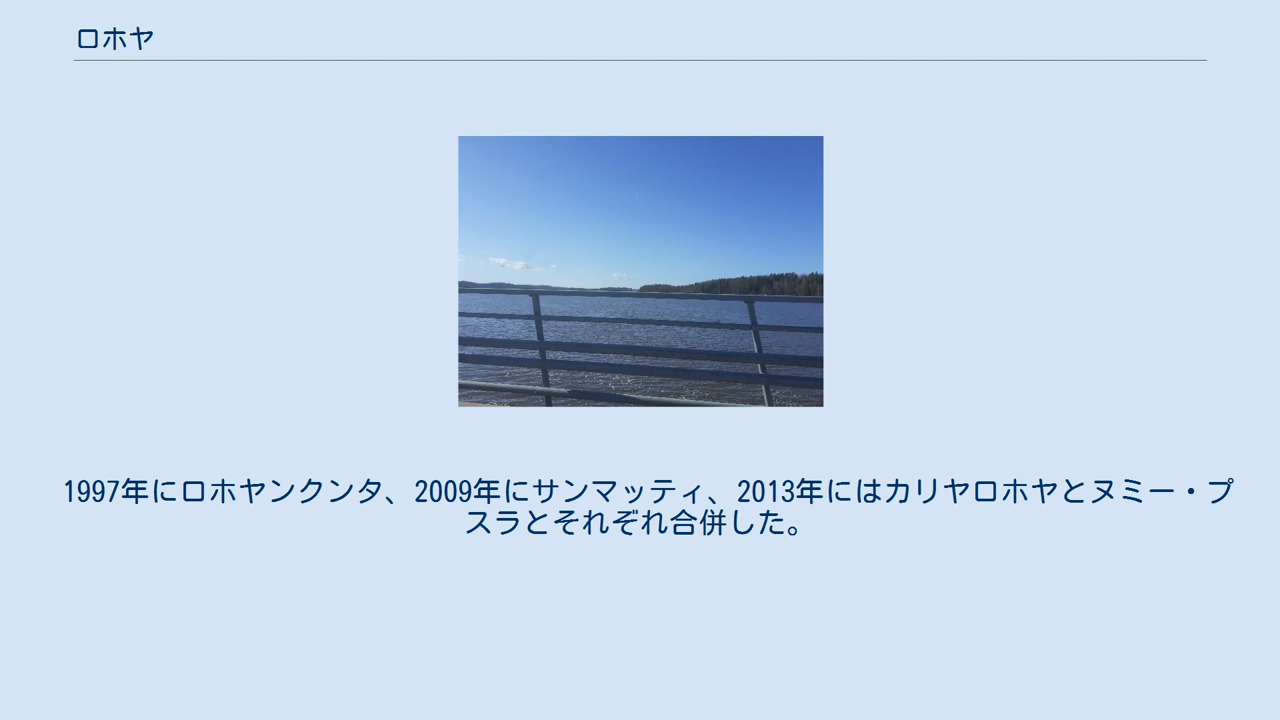 ロホヤ
1997年にロホヤンクンタ、2009年にサンマッティ、2013年にはカリヤロホヤとヌミー・プ
スラとそれぞれ合併した。